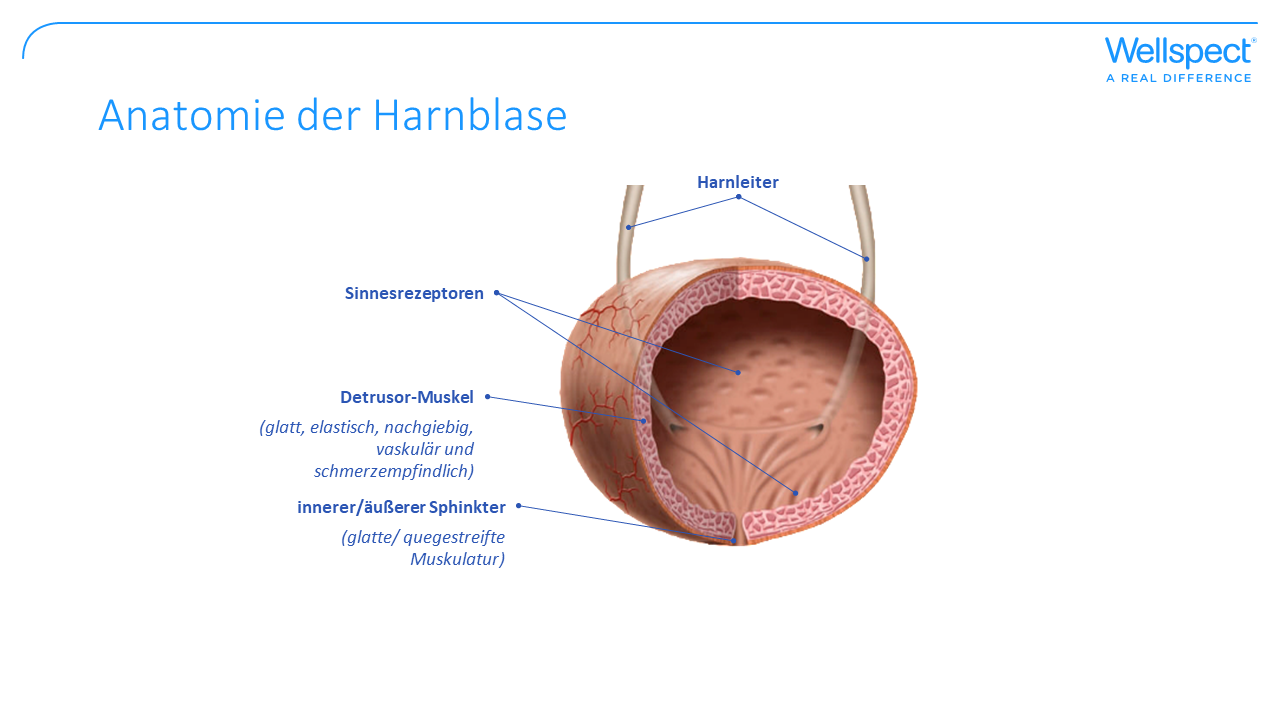 Wellspect®
A REAL DIFFERENCE
Anatomie der Harnblase
Harnleiter
Sinnesrezeptoren
Detrusor-Muskel
(glatt, elastisch, nachgiebig,
vaskulär und
schmerzempfindlich)
innerer/äußerer Sphinkter
(glatte/ quegestreifte
Muskulatur)